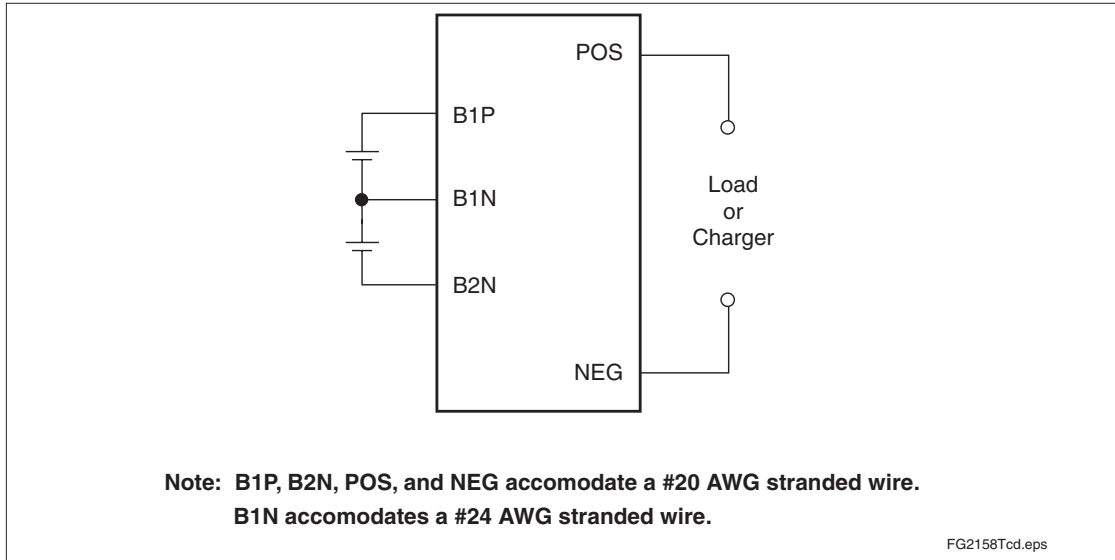 POS
B1P
B1N
Load
or
Charger
B2N
NEG
Note: B1P, B2N, POS, and NEG accomodate a #20 AWG stranded wire.
B1N accomodates a #24 AWG stranded wire.
FG2158Tcd.eps